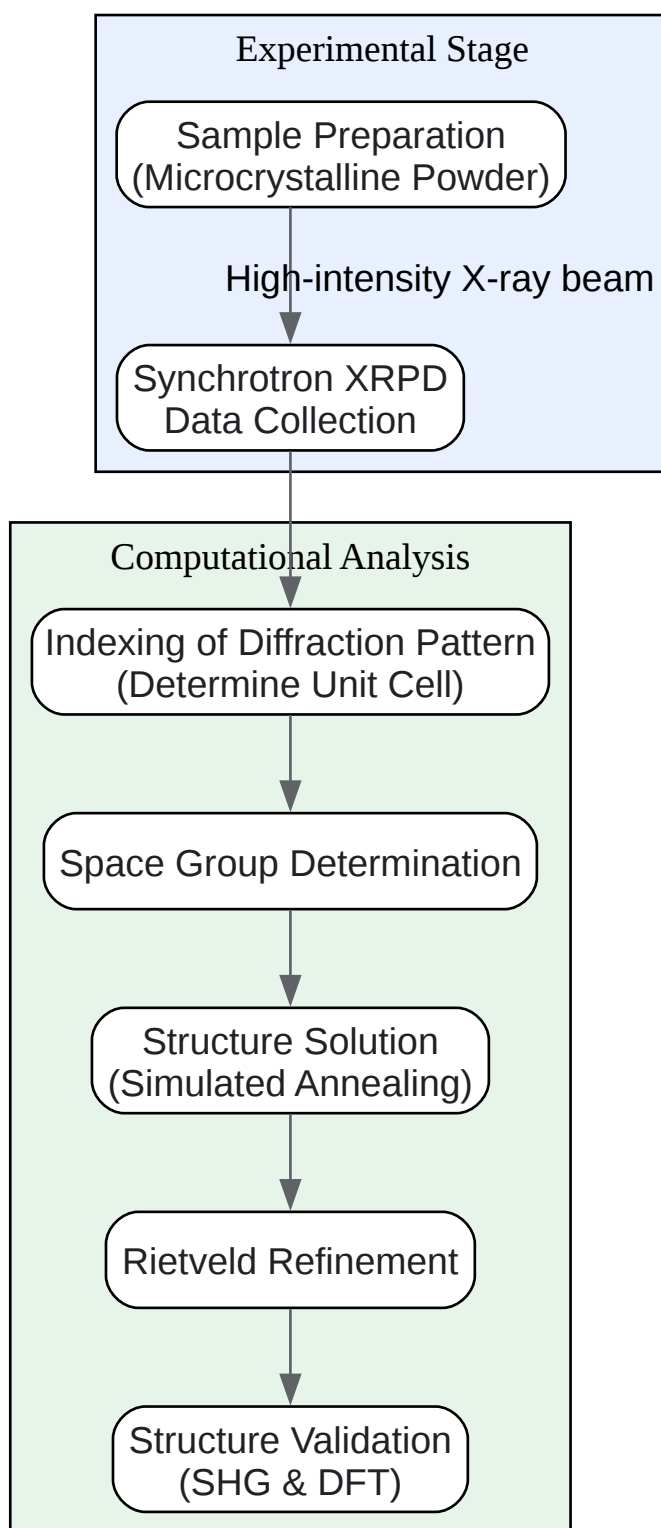 Experimental Stage
Sample Preparation
(Microcrystalline Powder)
High-intensity X-ray beam
Synchrotron XRPD
Data Collection
Computational Analysis
Indexing of Diffraction Pattern
(Determine Unit Cell)
Space Group Determination
Structure Solution
(Simulated Annealing)
Rietveld Refinement
Structure Validation
(SHG & DFT)